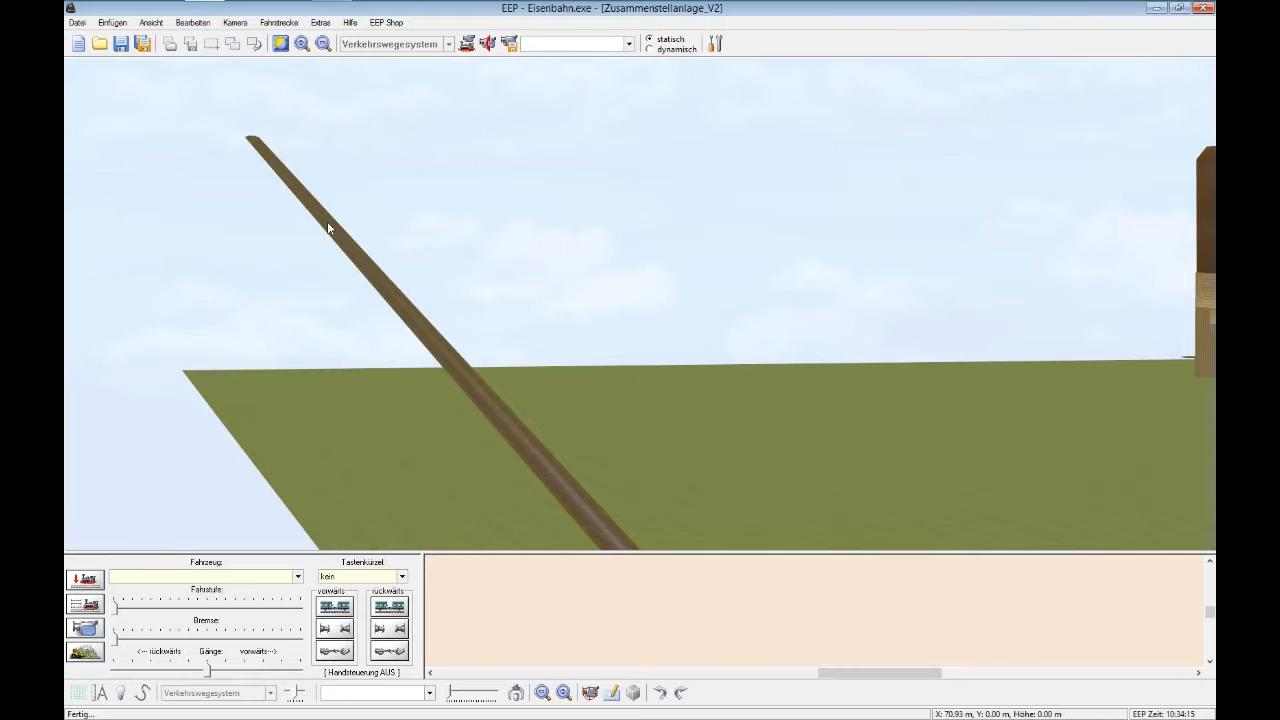 EEP - Eisenbahn.exe - [Zusammenstellanlage_V2]
Datei Einfügen Ansicht Bearbeiten Kamera Fahrstrecke Extras Hilfe EEP Shop
Verkehrswegesystem
statisch
dynamisch
Fahrzeug:
Tastenkürzel:
kein
Fahrstufe:
vorwärts
rückwärts
Bremse:
<--- rückwärts Gänge: vorwärts--->
[ Handsteuerung AUS ]
Verkehrswegesystem
Fertig...
X: 70.93 m, Y: 0.00 m, Höhe: 0.00 m
EEP Zeit: 10:34:15